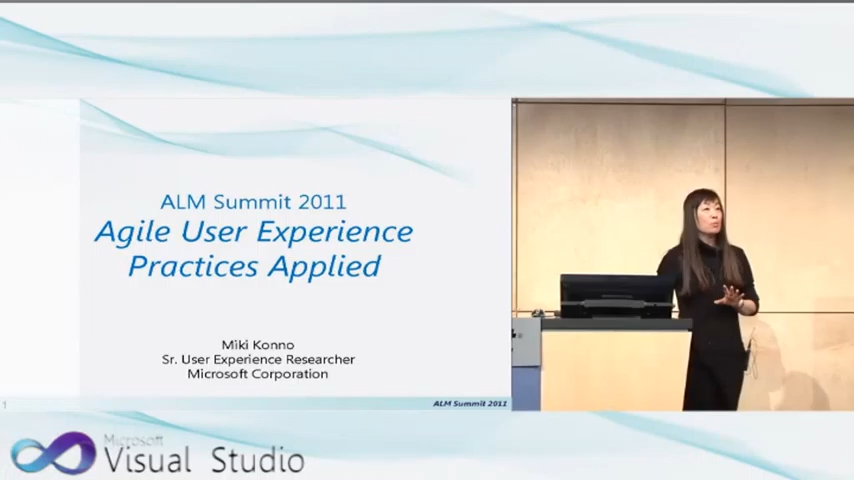 ALM Summit 2011
Agile User Experience
Practices Applied
Miki Konno
Sr. User Experience Researcher
Microsoft Corporation
1
ALM Summit 2011
Microsoft
Visual Studio